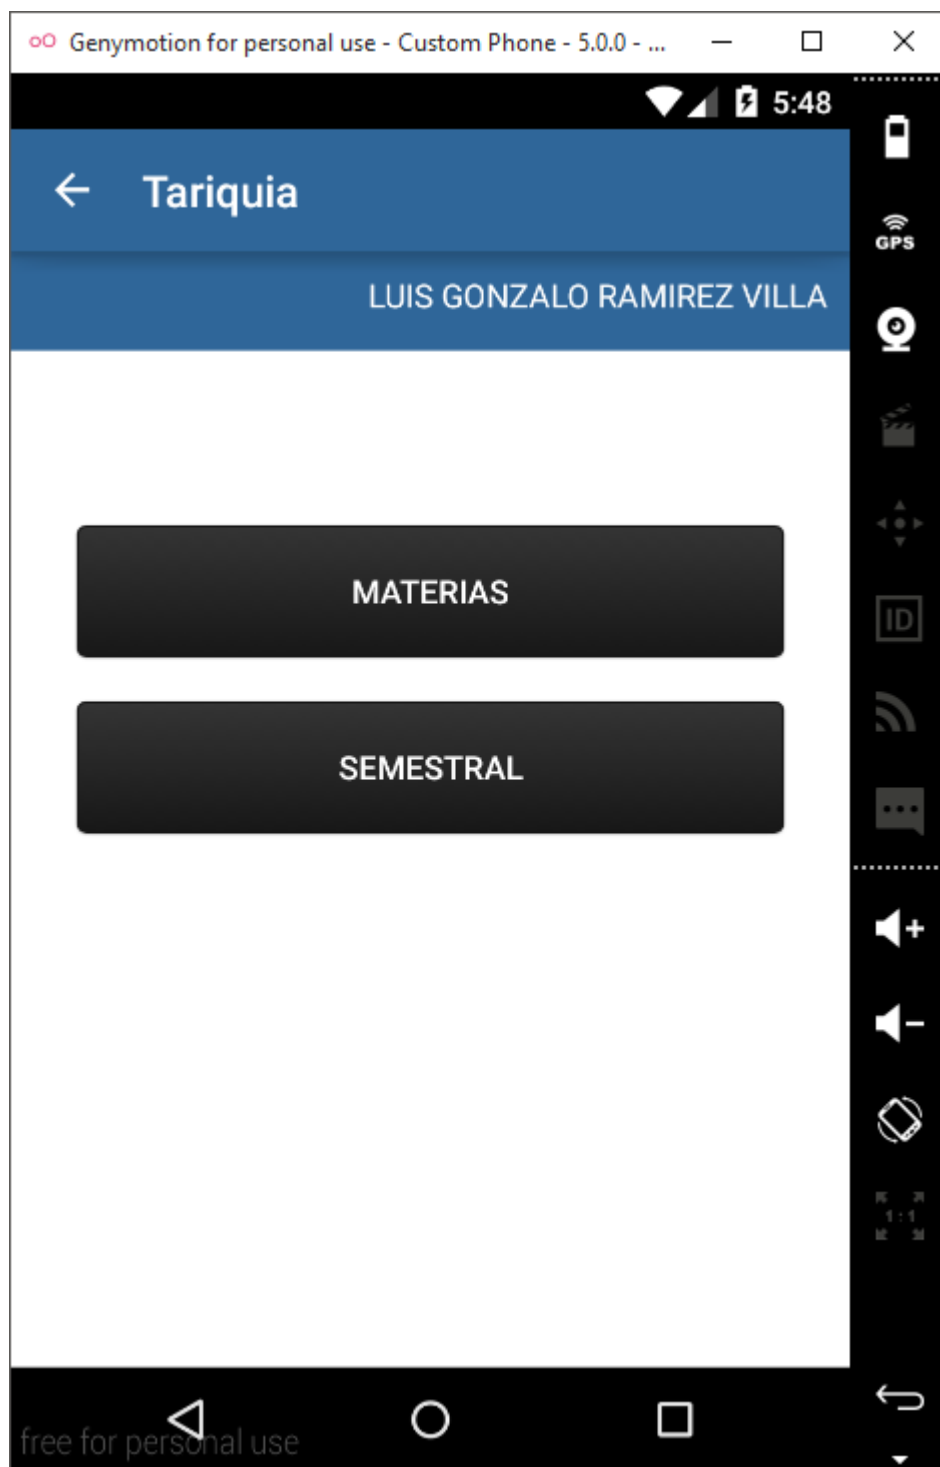 Genymotion for personal use - Custom Phone - 5.0.0 - ...
5:48
GPS
Tariquia
LUIS GONZALO RAMIREZ VILLA
MATERIAS
SEMESTRAL
ID
1:1
free for personal use